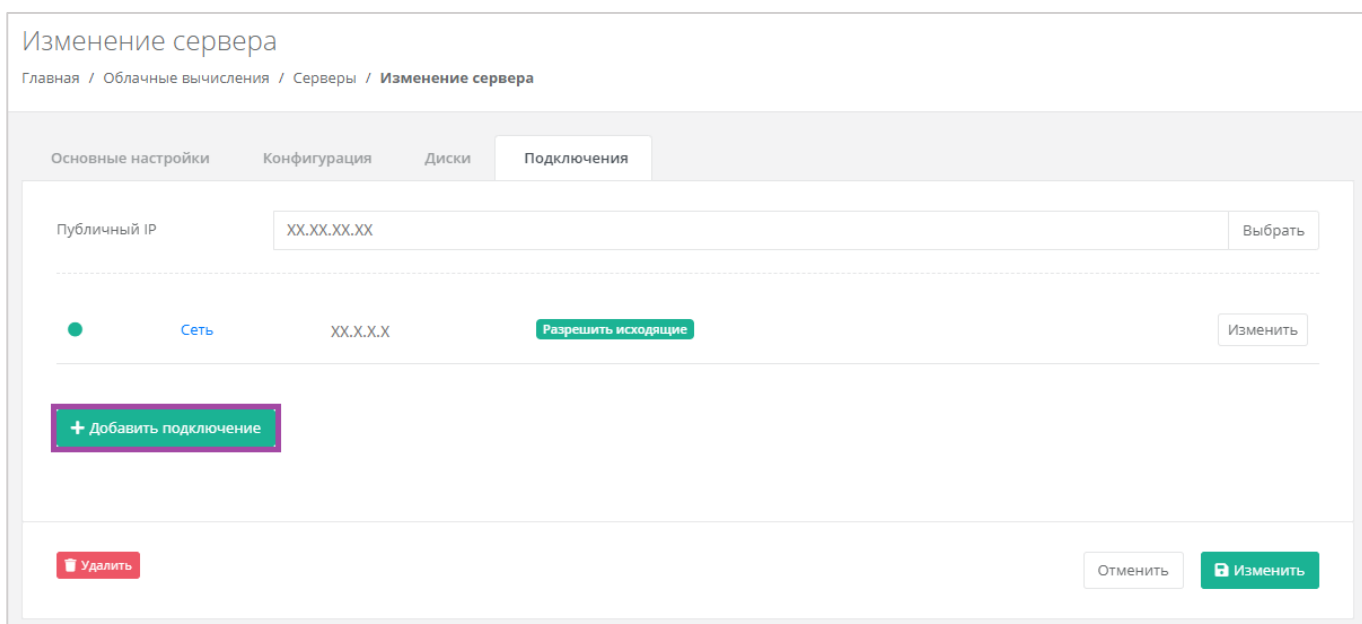 Изменение сервера
Главная / Облачные вычисления / Серверы / Изменение сервера
Основные настройки Конфигурация Диски Подключения
Публичный IP XX.XX.XX.XX Выбрать
Сеть XX.X.X.X Разрешить исходящие Изменить
+ Добавить подключение
Удалить Отменить Изменить